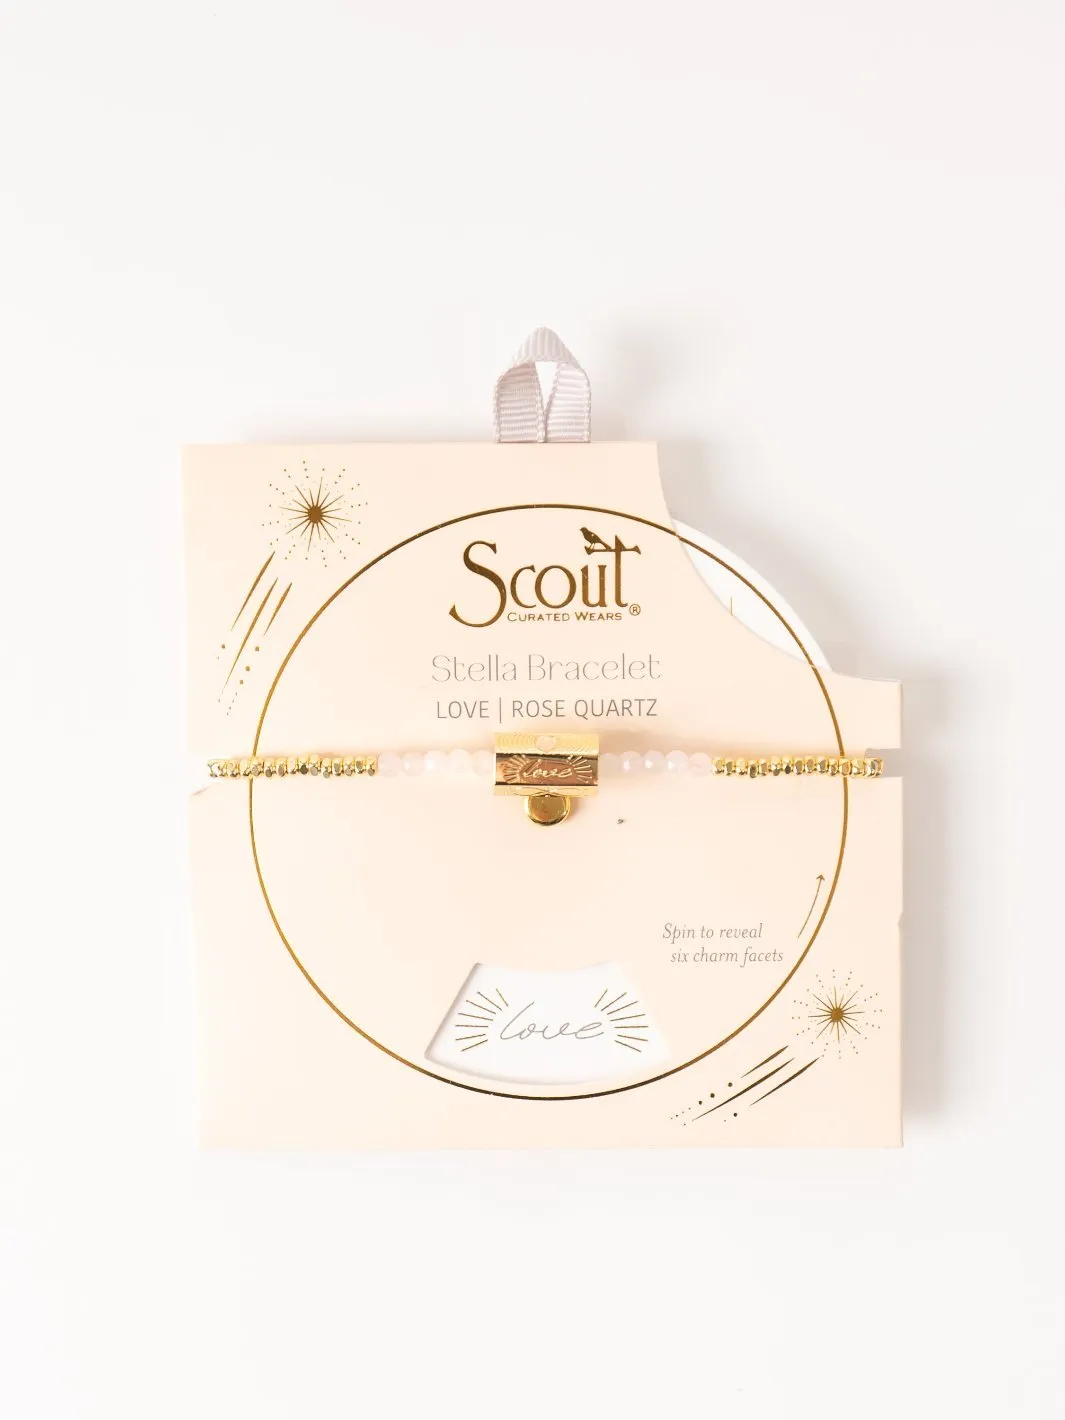 Scout®
CURATED WEARS
Stella Bracelet
LOVE | ROSE QUARTZ
love
Spin to reveal
six charm facets
love